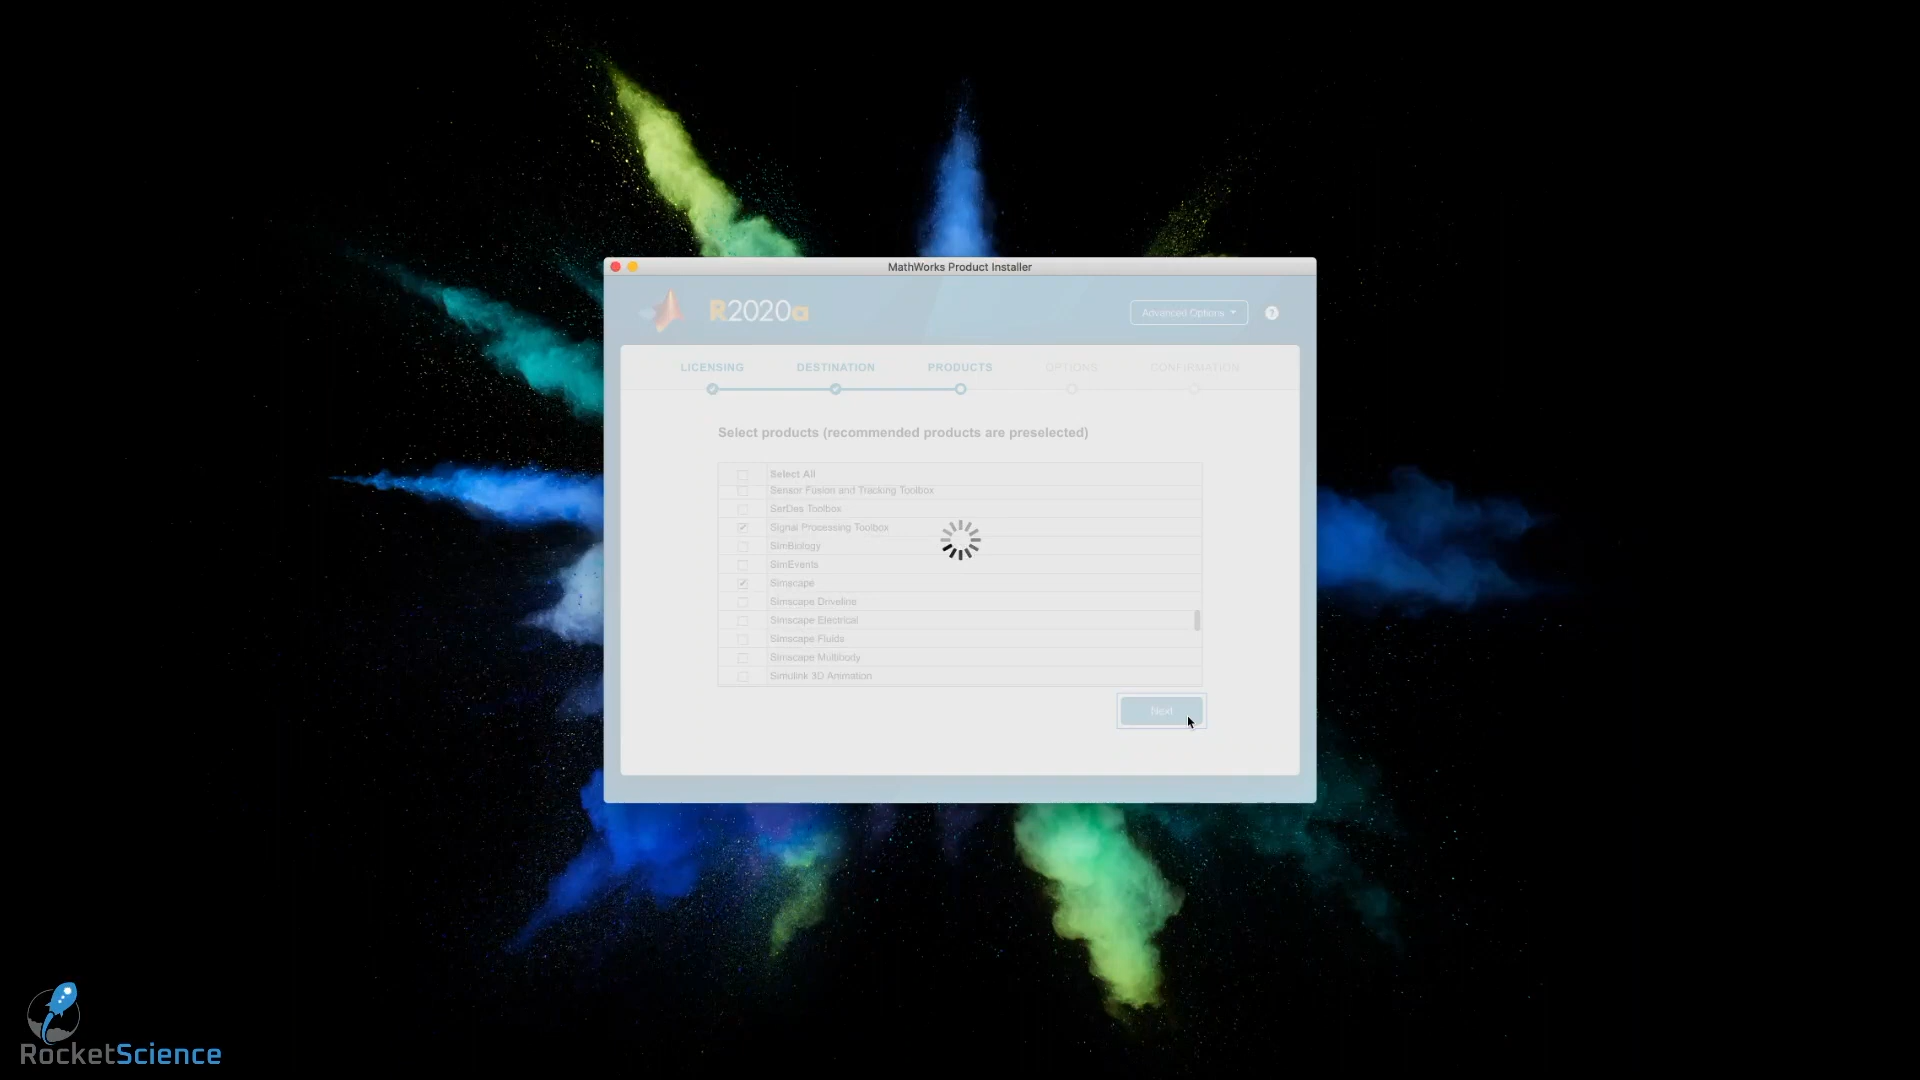 MathWorks Product Installer
R2020a
Advanced Options
?
LICENSING
DESTINATION
PRODUCTS
OPTIONS
CONFIRMATION
Select products (recommended products are preselected)
Select All
Sensor Fusion and Tracking Toolbox
SerDes Toolbox
Signal Processing Toolbox
SimBiology
SimEvents
Simscape
Simscape Driveline
Simscape Electrical
Simscape Fluids
Simscape Multibody
Simulink 3D Animation
Next
RocketScience